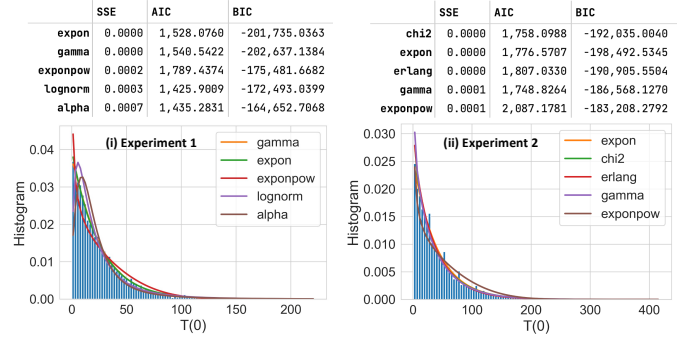 SSE AIC BIC
expon 0.0000 1,528.0760 -201,735.0363
gamma 0.0000 1,540.5422 -202,637.1384
exponpow 0.0002 1,789.4374 -175,481.6682
lognorm 0.0003 1,425.9009 -172,493.0399
alpha 0.0007 1,435.2831 -164,652.7068
(i) Experiment 1
gamma
expon
exponpow
lognorm
alpha
Histogram
0.04
0.03
0.02
0.01
0.00
0 50 100 150 200
T(0)
SSE AIC BIC
chi2 0.0000 1,758.0988 -192,035.0040
expon 0.0000 1,776.5707 -198,492.5345
erlang 0.0000 1,807.0330 -190,905.5504
gamma 0.0001 1,748.8264 -186,568.1270
exponpow 0.0001 2,087.1781 -183,208.2792
(ii) Experiment 2
expon
chi2
erlang
gamma
exponpow
Histogram
0.030
0.025
0.020
0.015
0.010
0.005
0.000
0 100 200 300 400
T(0)